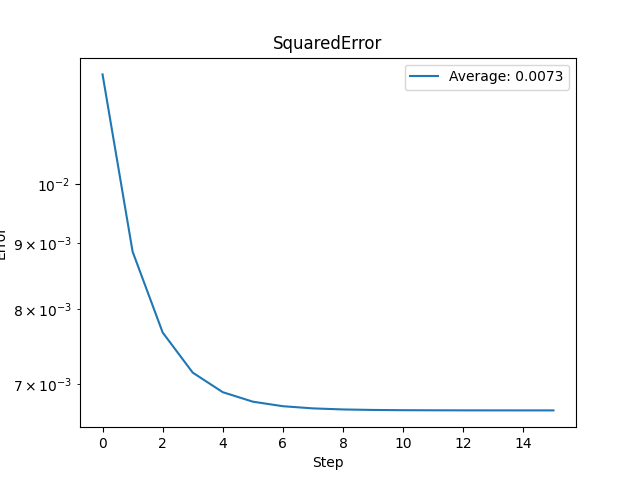 SquaredError
Average: 0.0073
10⁻²
9 × 10⁻³
8 × 10⁻³
7 × 10⁻³
Error
0 2 4 6 8 10 12 14
Step